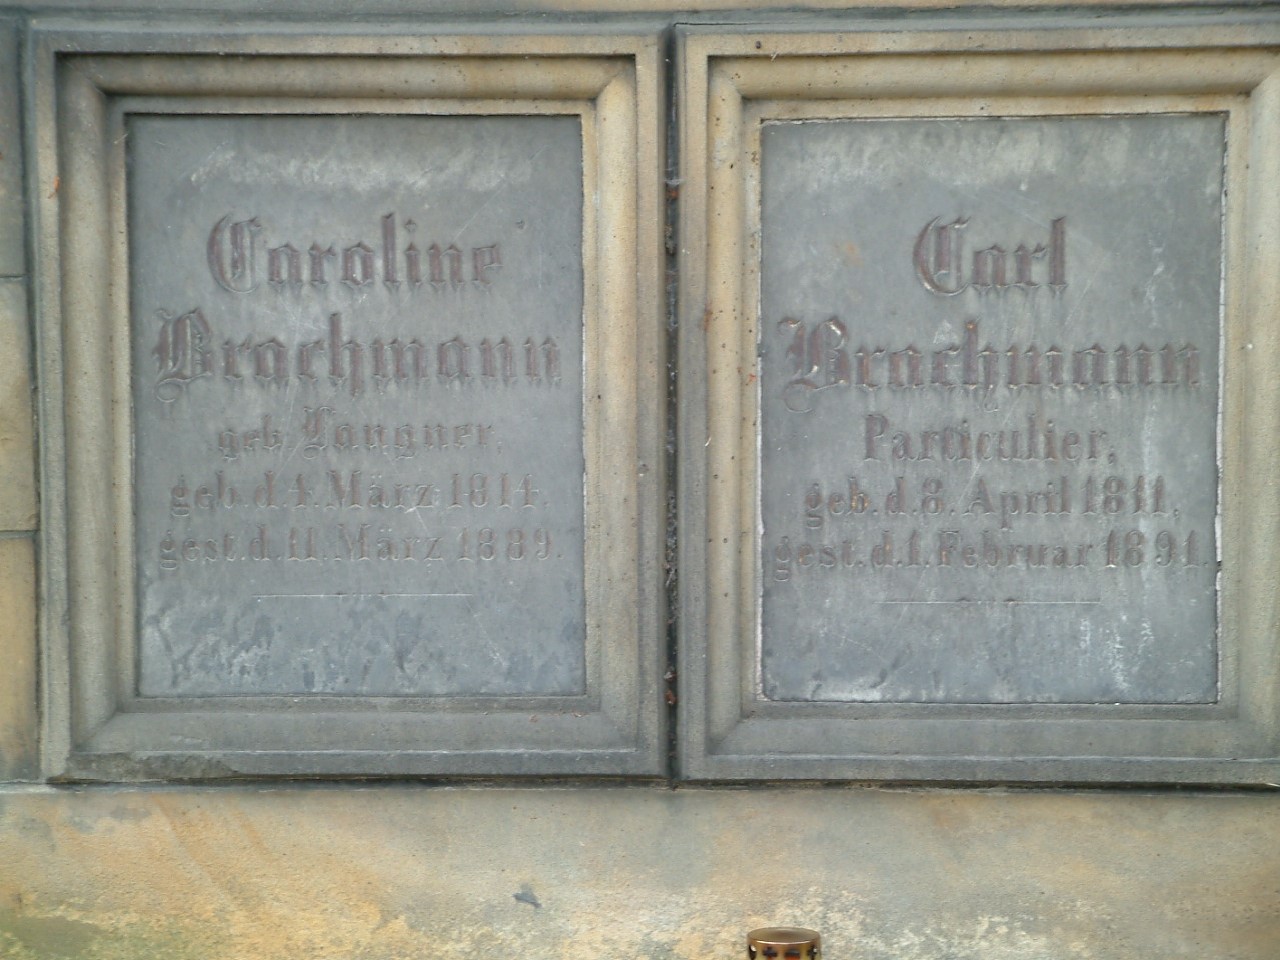 Caroline
Brachmann
geb. Langner,
geb. d. 4. März 1814,
gest. d. 11. März 1889.
Carl
Brachmann
Particulier,
geb. d. 8. April 1811,
gest. d. 1. Februar 1891.